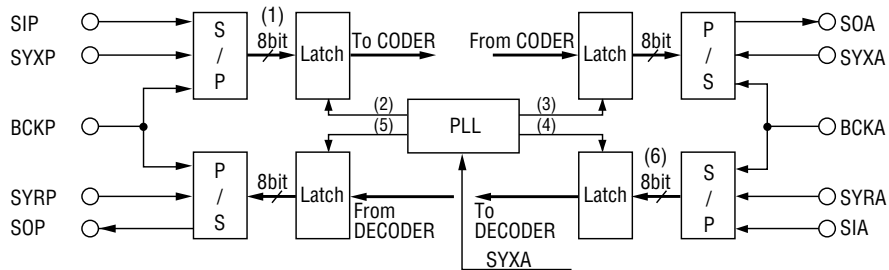 SIP
SYXP
BCKP
SYRP
SOP
S
/
P
(1)
8bit
Latch
To CODER
From CODER
Latch
8bit
P
/
S
SOA
SYXA
BCKA
SYRA
SIA
(2)
(5)
PLL
(3)
(4)
P
/
S
8bit
Latch
From
DECODER
To
DECODER
Latch
(6)
8bit
S
/
P
SYXA